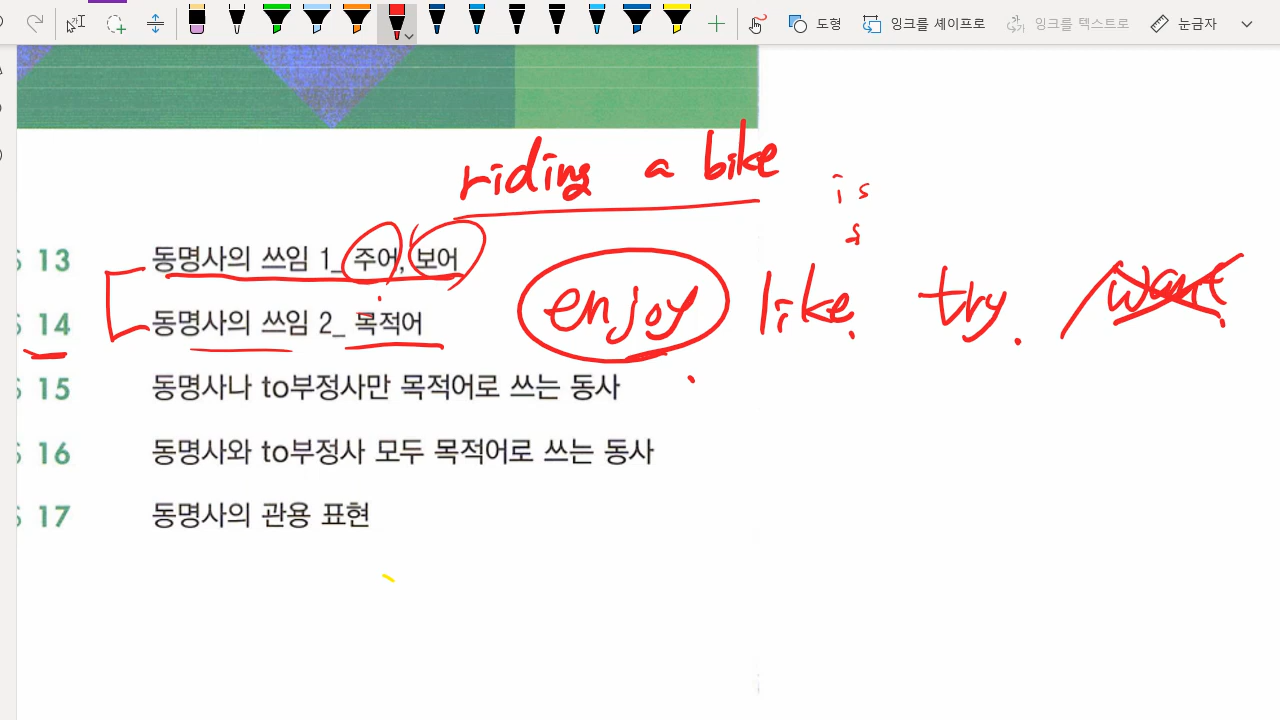 도형 잉크를 셰이프로 잉크를 텍스트로 눈금자
riding a bike is
s
13 동명사의 쓰임 1_ 주어, 보어
enjoy like. try. want
14 동명사의 쓰임 2_ 목적어
15 동명사나 to부정사만 목적어로 쓰는 동사
16 동명사와 to부정사 모두 목적어로 쓰는 동사
17 동명사의 관용 표현